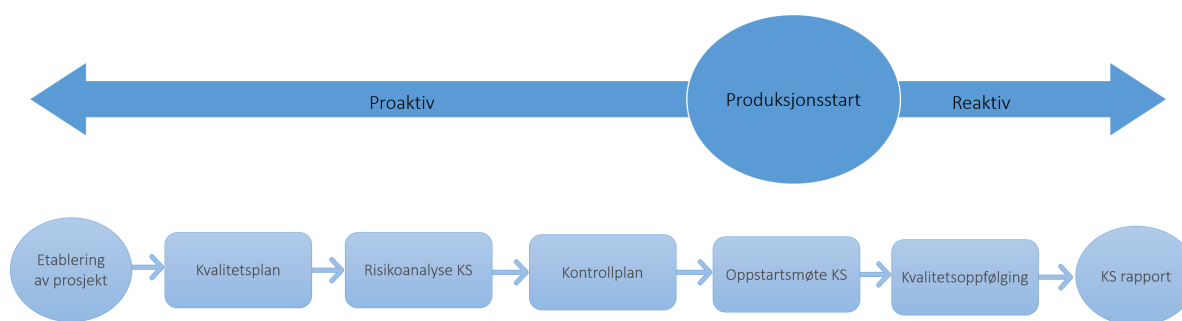 Proaktiv
Produksjonsstart
Reaktiv
Etablering
av prosjekt
Kvalitetsplan
Risikoanalyse KS
Kontrollplan
Oppstartsmøte KS
Kvalitetsoppfølging
KS rapport